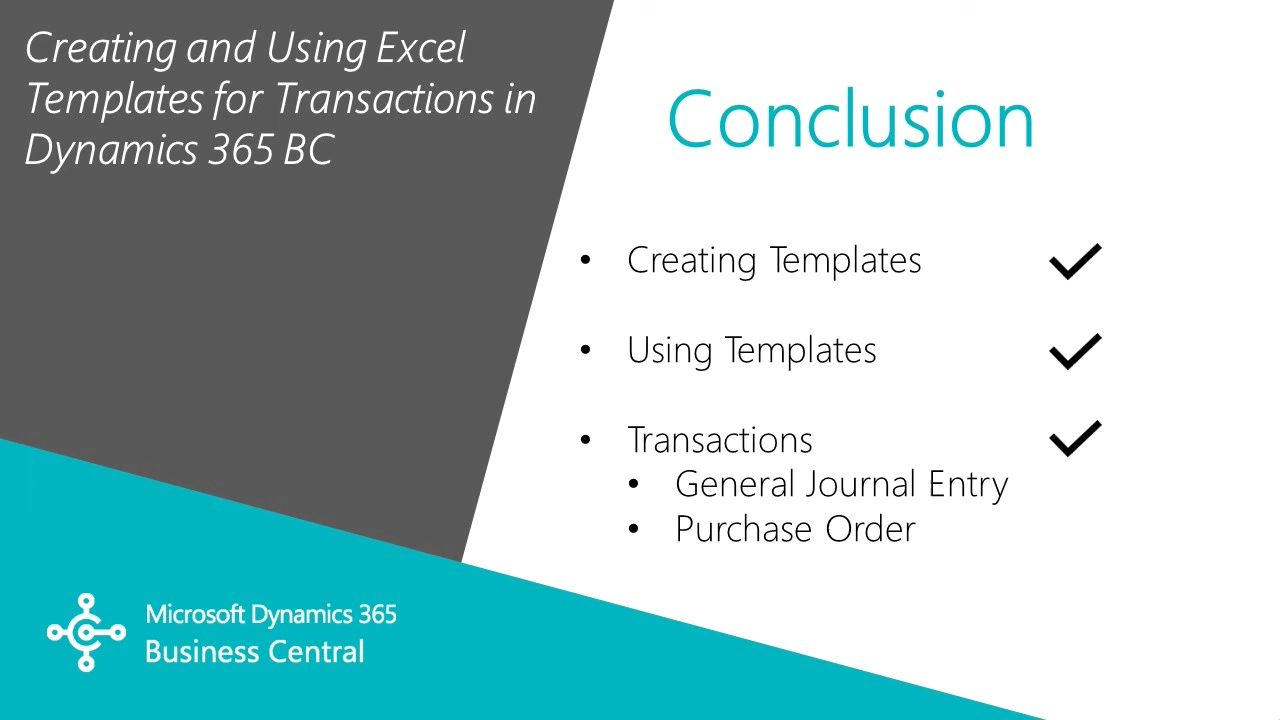 Creating and Using Excel
Templates for Transactions in
Dynamics 365 BC
Conclusion
• Creating Templates
• Using Templates
• Transactions
• General Journal Entry
• Purchase Order
Microsoft Dynamics 365
Business Central